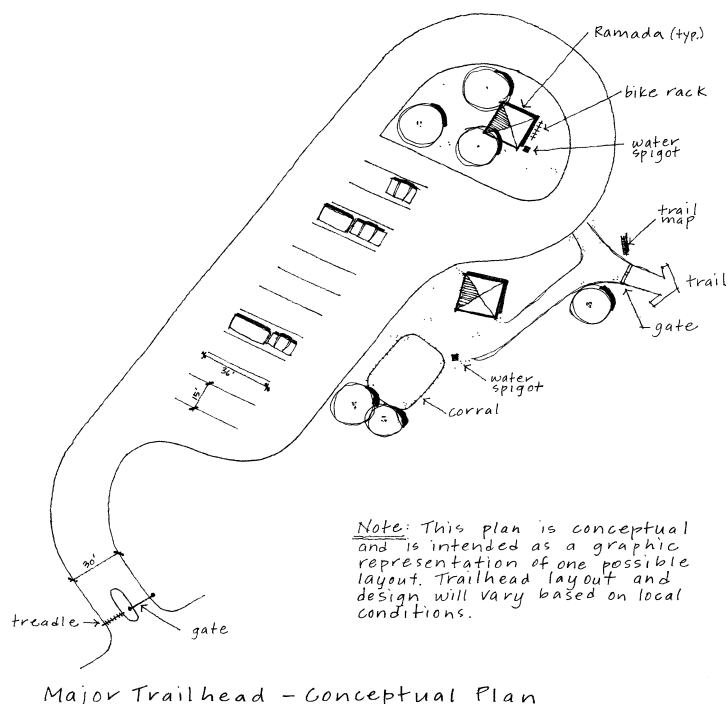 Ramada (typ.)
bike rack
water
spigot
trail
map
trail
gate
water
spigot
corral
36'
15'
30'
treadle
gate
Note: This plan is conceptual
and is intended as a graphic
representation of one possible
layout. Trailhead layout and
design will vary based on local
conditions.
Major Trailhead - Conceptual Plan